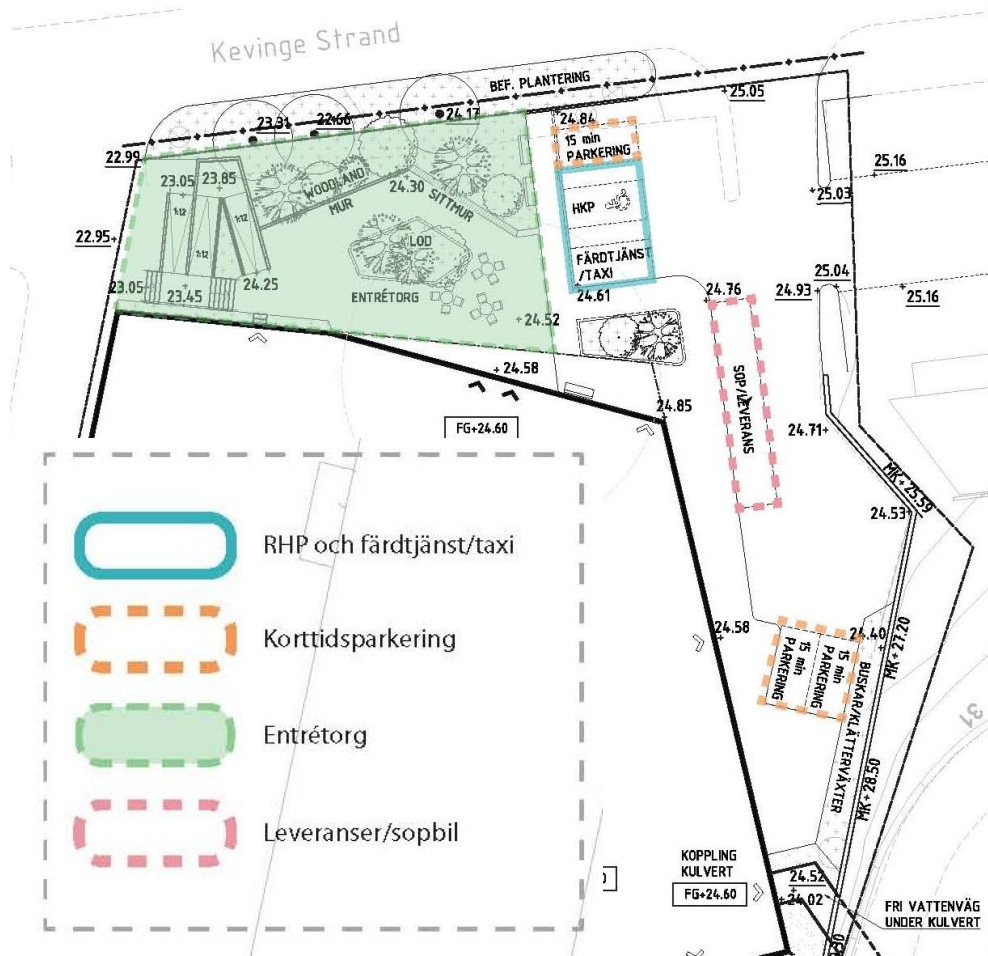 Kevinge Strand
BEF. PLANTERING
25.05
23.31
22.66
24.17
24.84
22.99
15 min
PARKERING
25.16
23.05
23.85
WOODLAND
24.30
SITTMUR
MUR
25.03
1:12
1:12
1:12
HKP
22.95
LOD
FÄRDTJÄNST
/TAXI
25.04
23.05
24.25
23.45
ENTRÉTORG
24.61
24.76
24.93
25.16
24.52
24.58
SOP/LEVERANS
24.85
FG+24.60
24.71
MK+25.59
24.53
RHP och färdtjänst/taxi
Korttidsparkering
Entrétorg
Leveranser/sopbil
24.58
15 min
PARKERING
15 min
PARKERING
24.40
MK+27.20
BUSKAR/KLÄTTERVÄXTER
31
MK+28.50
KOPPLING
KULVERT
FG+24.60
24.52
24.02
FRI VATTENVÄG
UNDER KULVERT